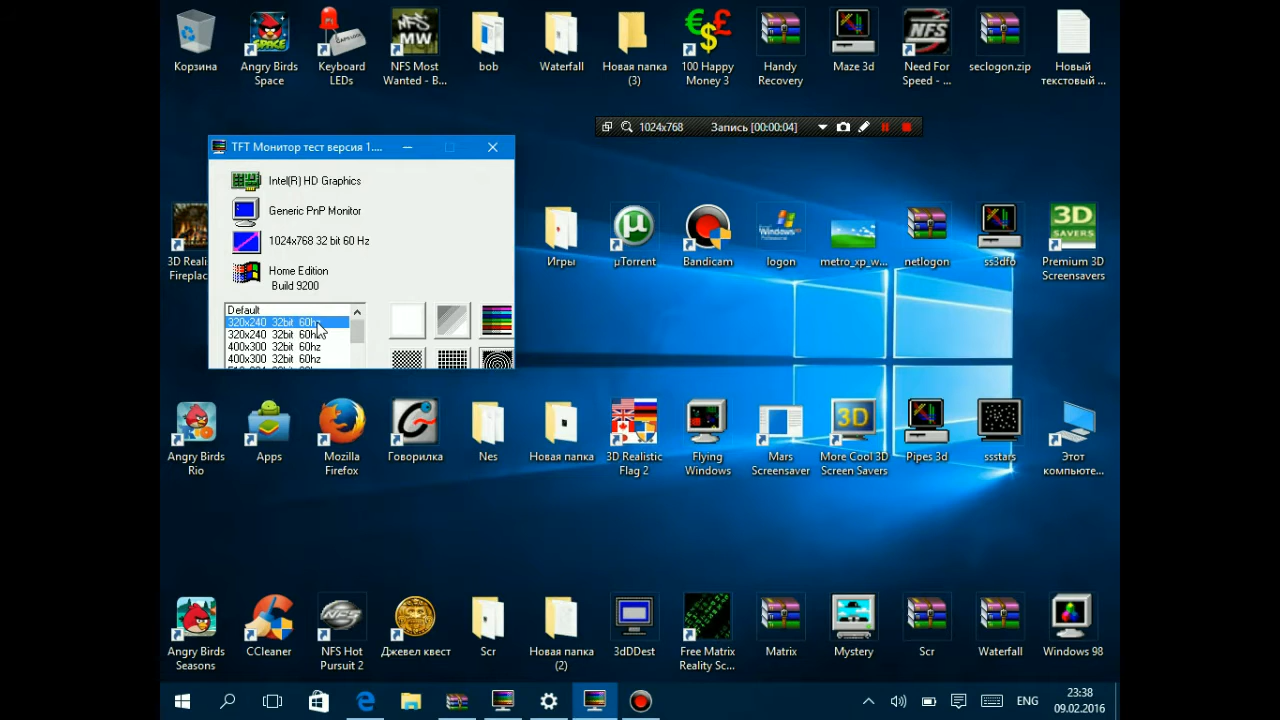 Корзина
Angry Birds
Space
Keyboard
LEDs
NFS Most
Wanted - B...
bob
Waterfall
Новая папка
(3)
100 Happy
Money 3
Handy
Recovery
Maze 3d
Need For
Speed - ...
seclogon.zip
Новый
текстовый ...
1024x768
Запись [00:00:04]
TFT Монитор тест версия 1....
Intel(R) HD Graphics
Generic PnP Monitor
1024x768 32 bit 60 Hz
Home Edition
Build 9200
Default
320x240 32bit 60hz
320x240 32bit 60hz
400x300 32bit 60hz
400x300 32bit 60hz
3D Reali
Fireplac
Игры
µTorrent
Bandicam
logon
metro_xp_w...
netlogon
ss3dfo
Premium 3D
Screensavers
Angry Birds
Rio
Apps
Mozilla
Firefox
Говорилка
Nes
Новая папка
3D Realistic
Flag 2
Flying
Windows
Mars
Screensaver
More Cool 3D
Screen Savers
Pipes 3d
ssstars
Этот
компьюте...
Angry Birds
Seasons
CCleaner
NFS Hot
Pursuit 2
Джевел квест
Scr
Новая папка
(2)
3dDDest
Free Matrix
Reality Sc...
Matrix
Mystery
Scr
Waterfall
Windows 98
ENG
23:38
09.02.2016